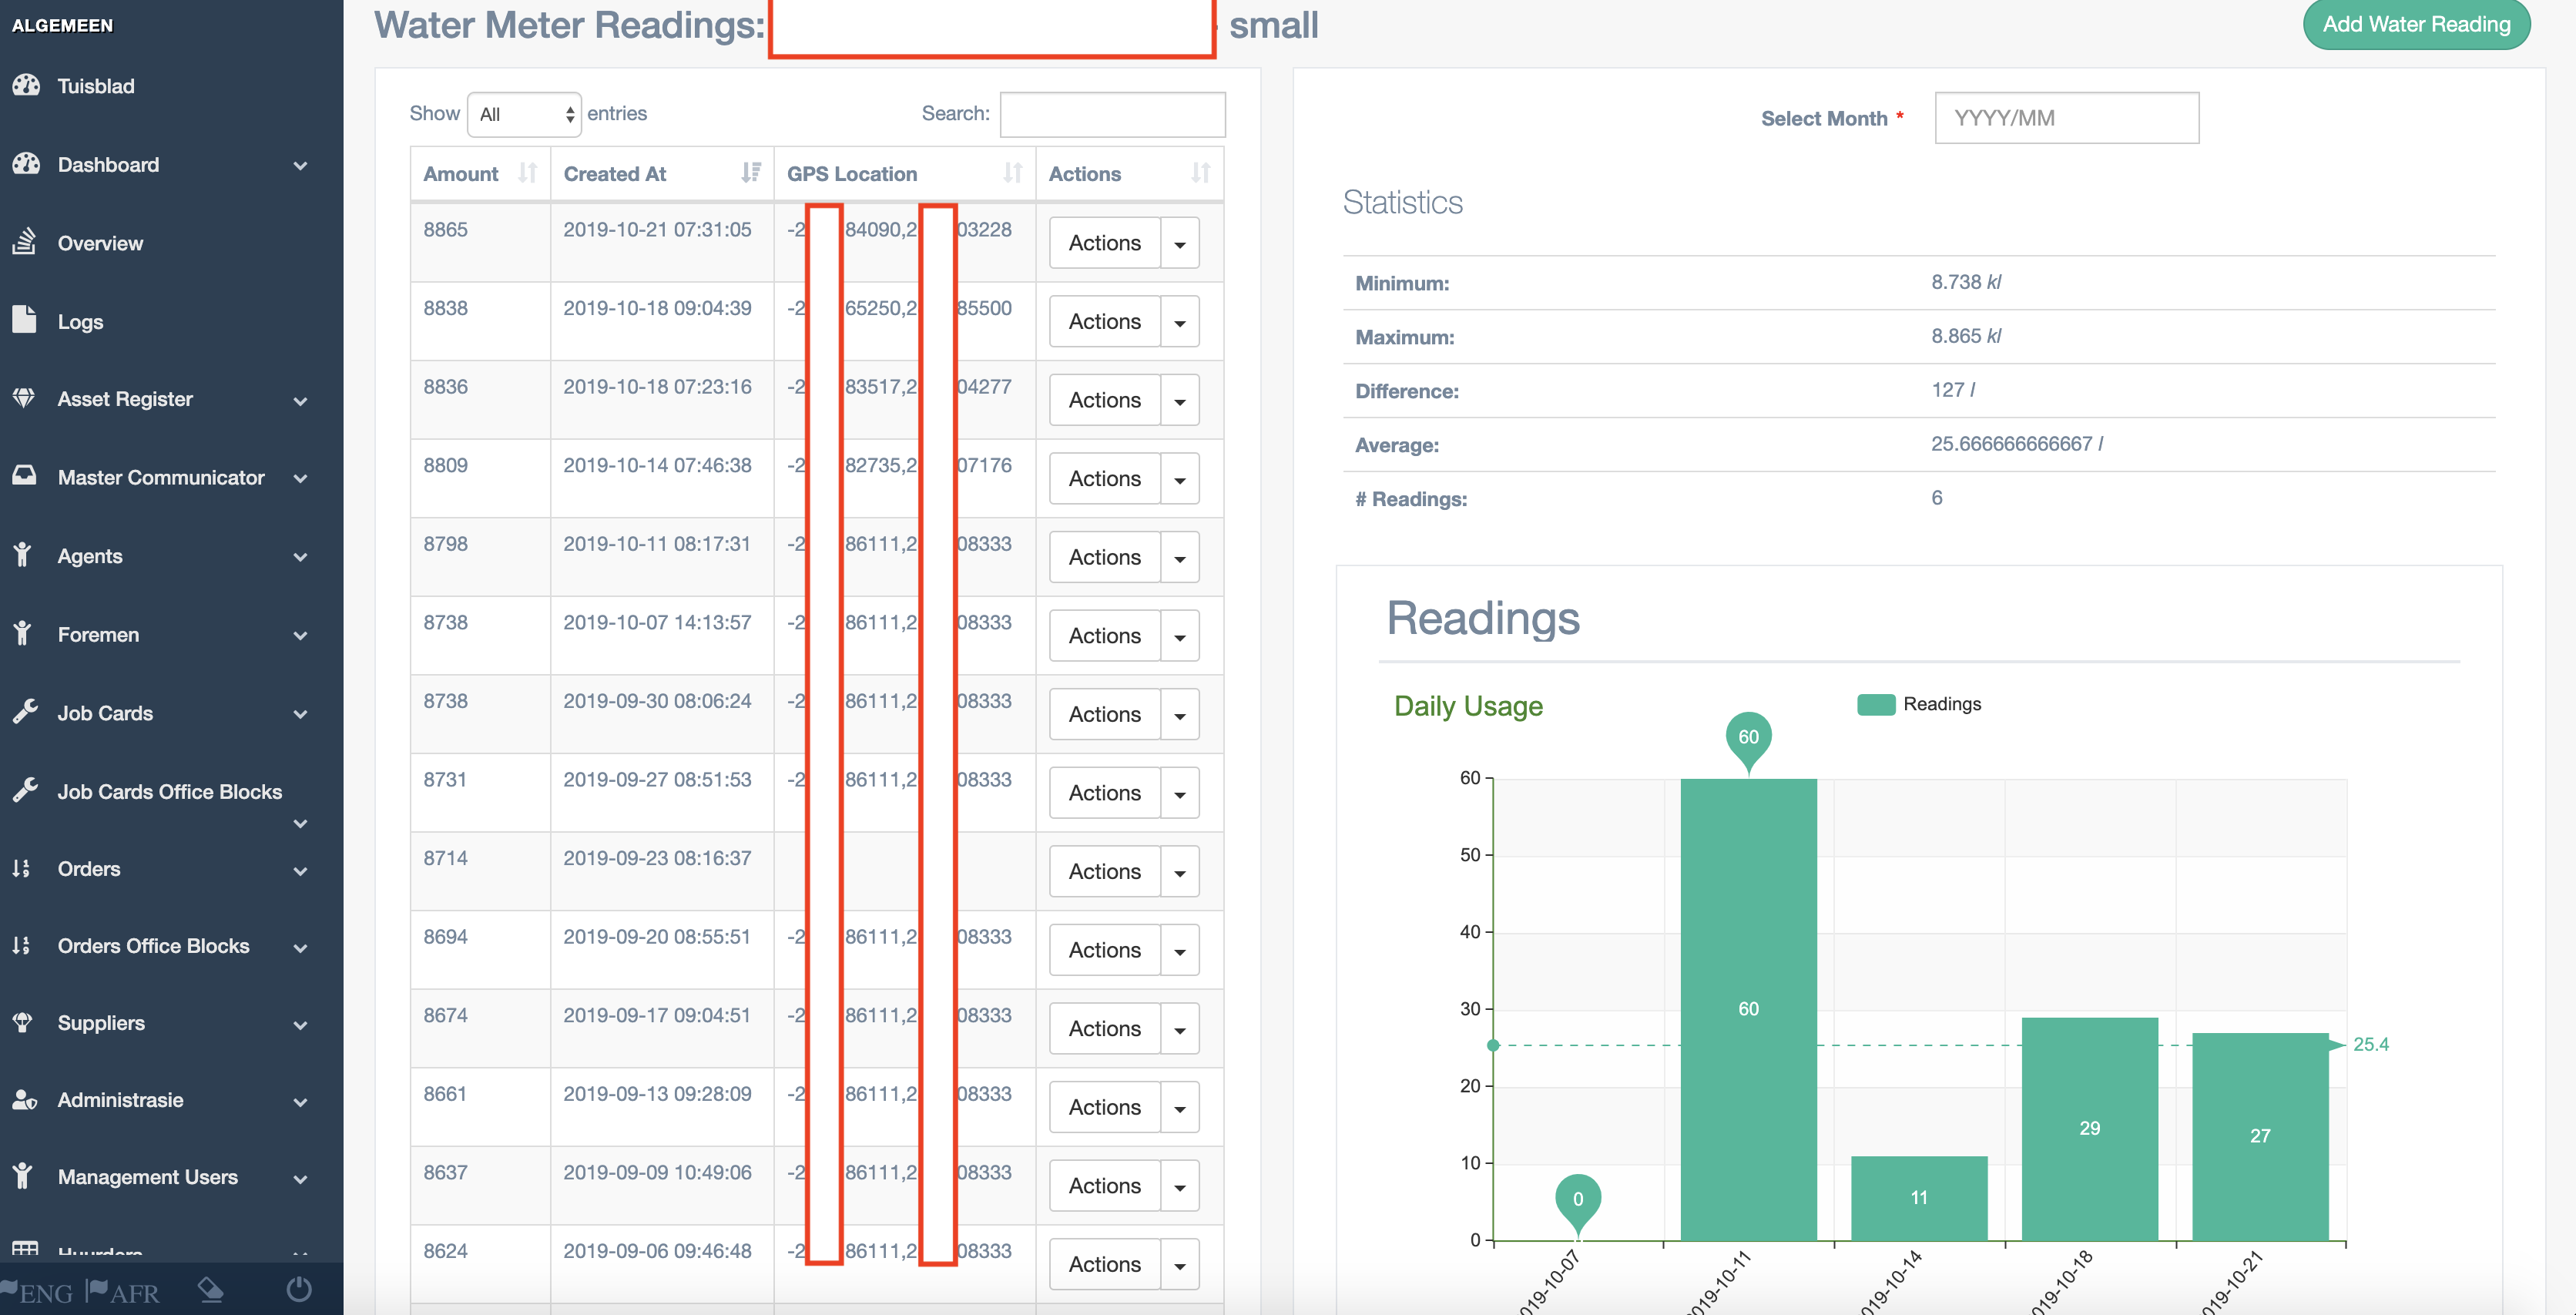 ALGEMEEN
Tuisblad
Dashboard
Overview
Logs
Asset Register
Master Communicator
Agents
Foremen
Job Cards
Job Cards Office Blocks
Orders
Orders Office Blocks
Suppliers
Administrasie
Management Users
Huurders
ENG AFR
Water Meter Readings: small
Add Water Reading
Show All entries Search:
Amount Created At GPS Location Actions
8865 2019-10-21 07:31:05 -2 84090,2 03228 Actions
8838 2019-10-18 09:04:39 -2 65250,2 85500 Actions
8836 2019-10-18 07:23:16 -2 83517,2 04277 Actions
8809 2019-10-14 07:46:38 -2 82735,2 07176 Actions
8798 2019-10-11 08:17:31 -2 86111,2 08333 Actions
8738 2019-10-07 14:13:57 -2 86111,2 08333 Actions
8738 2019-09-30 08:06:24 -2 86111,2 08333 Actions
8731 2019-09-27 08:51:53 -2 86111,2 08333 Actions
8714 2019-09-23 08:16:37 Actions
8694 2019-09-20 08:55:51 -2 86111,2 08333 Actions
8674 2019-09-17 09:04:51 -2 86111,2 08333 Actions
8661 2019-09-13 09:28:09 -2 86111,2 08333 Actions
8637 2019-09-09 10:49:06 -2 86111,2 08333 Actions
8624 2019-09-06 09:46:48 -2 86111,2 08333 Actions
Select Month * YYYY/MM
Statistics
Minimum: 8.738 kl
Maximum: 8.865 kl
Difference: 127 l
Average: 25.666666666667 l
# Readings: 6
Readings
Daily Usage
Readings
60
60
50
40
30
20
10
0
0
60
11
29
27
25.4
019-10-07
2019-10-11
019-10-14
019-10-18
019-10-21